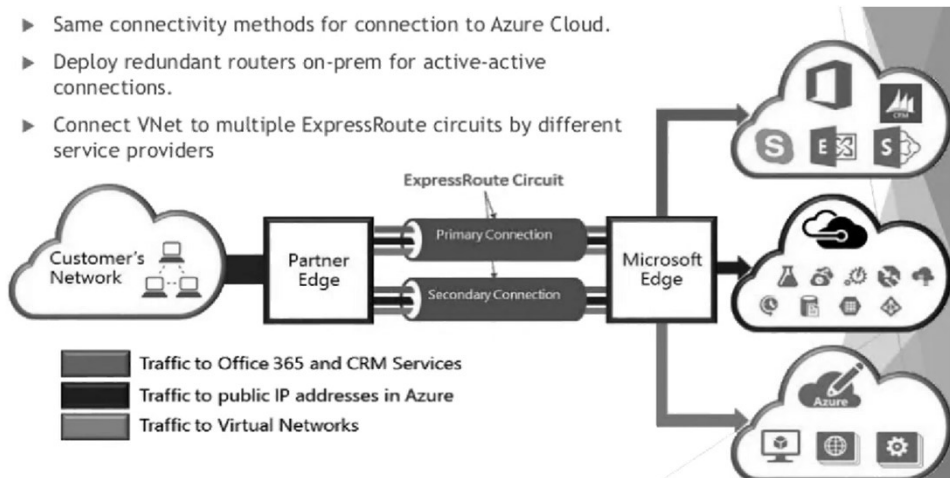 Same connectivity methods for connection to Azure Cloud.
Deploy redundant routers on-prem for active-active
connections.
Connect VNet to multiple ExpressRoute circuits by different
service providers
ExpressRoute Circuit
Customer's
Network
Partner
Edge
Primary Connection
Secondary Connection
Microsoft
Edge
CRM
S
E
S
Azure
Traffic to Office 365 and CRM Services
Traffic to public IP addresses in Azure
Traffic to Virtual Networks